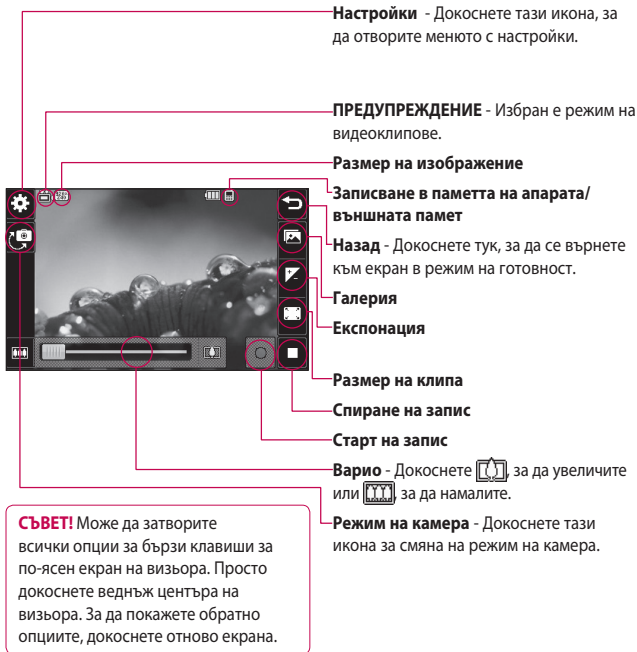 Настройки - Докоснете тази икона, за
да отворите менюто с настройки.
ПРЕДУПРЕЖДЕНИЕ - Избран е режим на
видеоклипове.
Размер на изображение
Записване в паметта на апарата/
външната памет
Назад - Докоснете тук, за да се върнете
към екран в режим на готовност.
Галерия
Експонация
Размер на клипа
Спиране на запис
Старт на запис
Варио - Докоснете , за да увеличите
или , за да намалите.
Режим на камера - Докоснете тази
икона за смяна на режим на камера.
СЪВЕТ! Може да затворите
всички опции за бързи клавиши за
по-ясен екран на визьора. Просто
докоснете веднъж центъра на
визьора. За да покажете обратно
опциите, докоснете отново екрана.